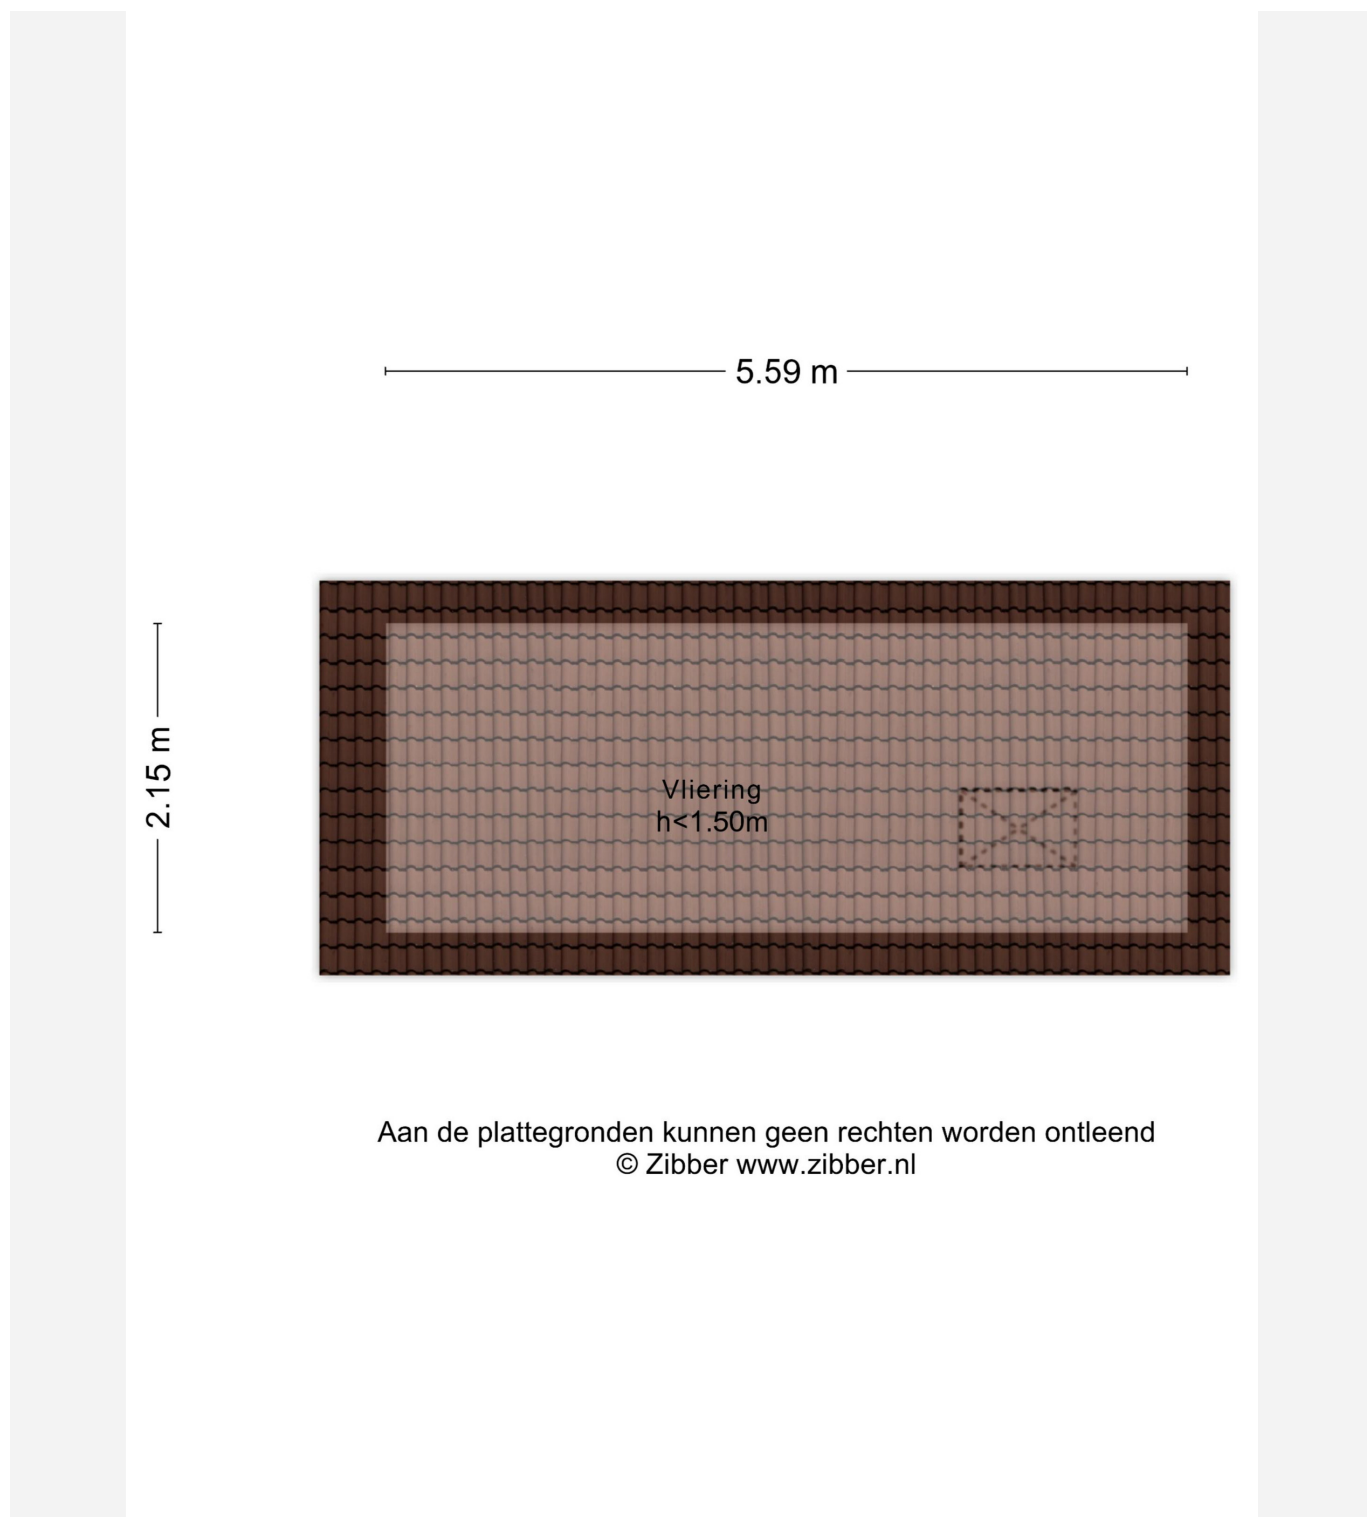 5.59 m
2.15 m
Vliering
h<1.50m
Aan de plattegronden kunnen geen rechten worden ontleend
© Zibber www.zibber.nl